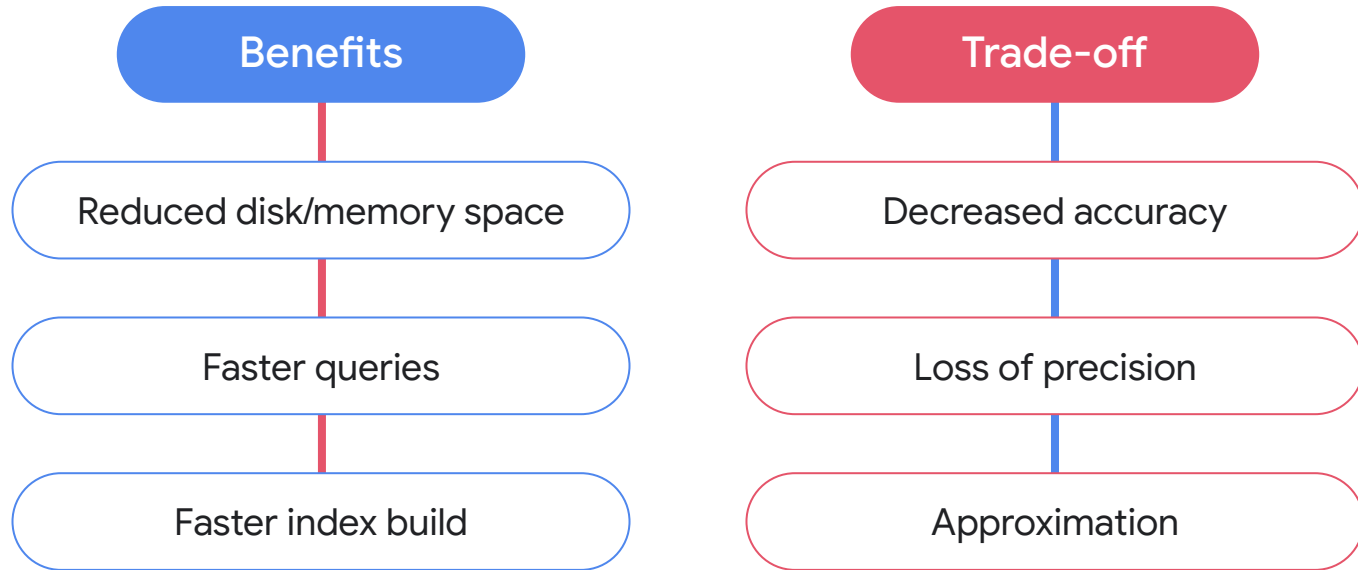 Benefits
Reduced disk/memory space
Faster queries
Faster index build
Trade-off
Decreased accuracy
Loss of precision
Approximation